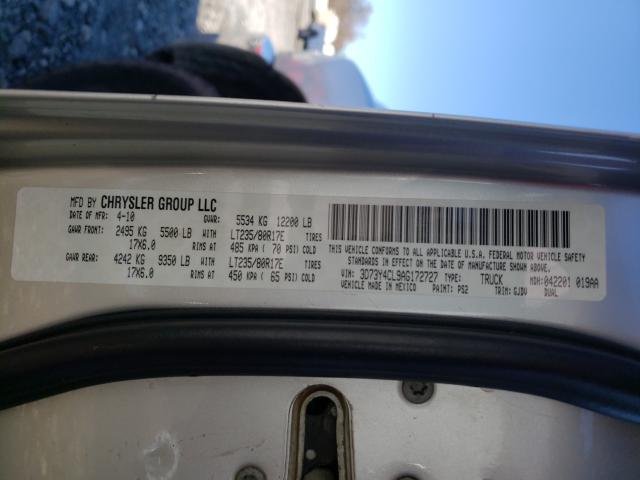 MFD BY CHRYSLER GROUP LLC
DATE OF MFR: 4-10 GVWR: 5534 KG 12200 LB
GAWR FRONT: 2495 KG 5500 LB LT235/80R17E TIRES
17X6.0 RIMS AT 485 KPA ( 70 PSI) COLD
GAWR REAR: 4242 KG 9350 LB LT235/80R17E TIRES
17X6.0 RIMS AT 450 KPA ( 65 PSI) COLD
THIS VEHICLE CONFORMS TO ALL APPLICABLE U.S.A. FEDERAL MOTOR VEHICLE SAFETY
STANDARDS IN EFFECT ON THE DATE OF MANUFACTURE SHOWN ABOVE.
VIN: 3D73Y4CL9AG172727 TYPE: TRUCK MDH: 042201 019AA
VEHICLE MADE IN MEXICO PAINT: PS2 TRIM: GJDV DUAL